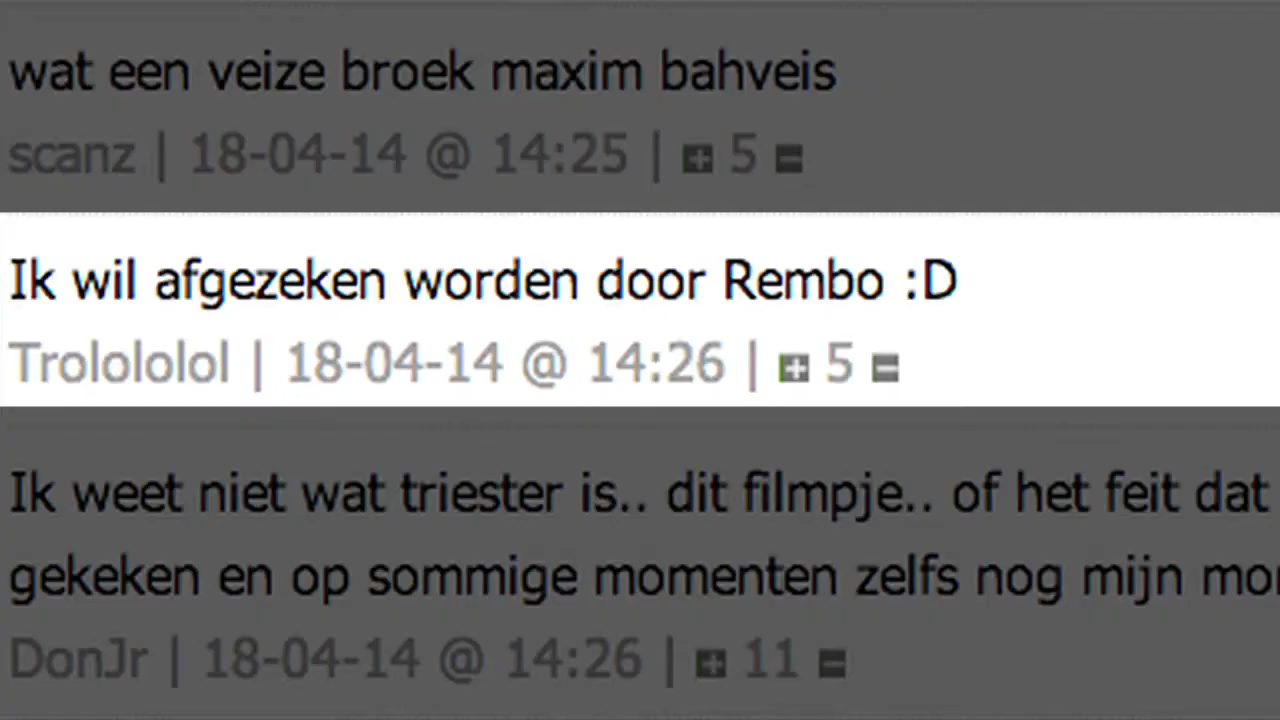 wat een veize broek maxim bahveis
scanz | 18-04-14 @ 14:25 | + 5 -
Ik wil afgezeken worden door Rembo :D
Trolololol | 18-04-14 @ 14:26 | + 5 -
Ik weet niet wat triester is.. dit filmpje.. of het feit dat
gekeken en op sommige momenten zelfs nog mijn
DonJr | 18-04-14 @ 14:26 | + 11 -